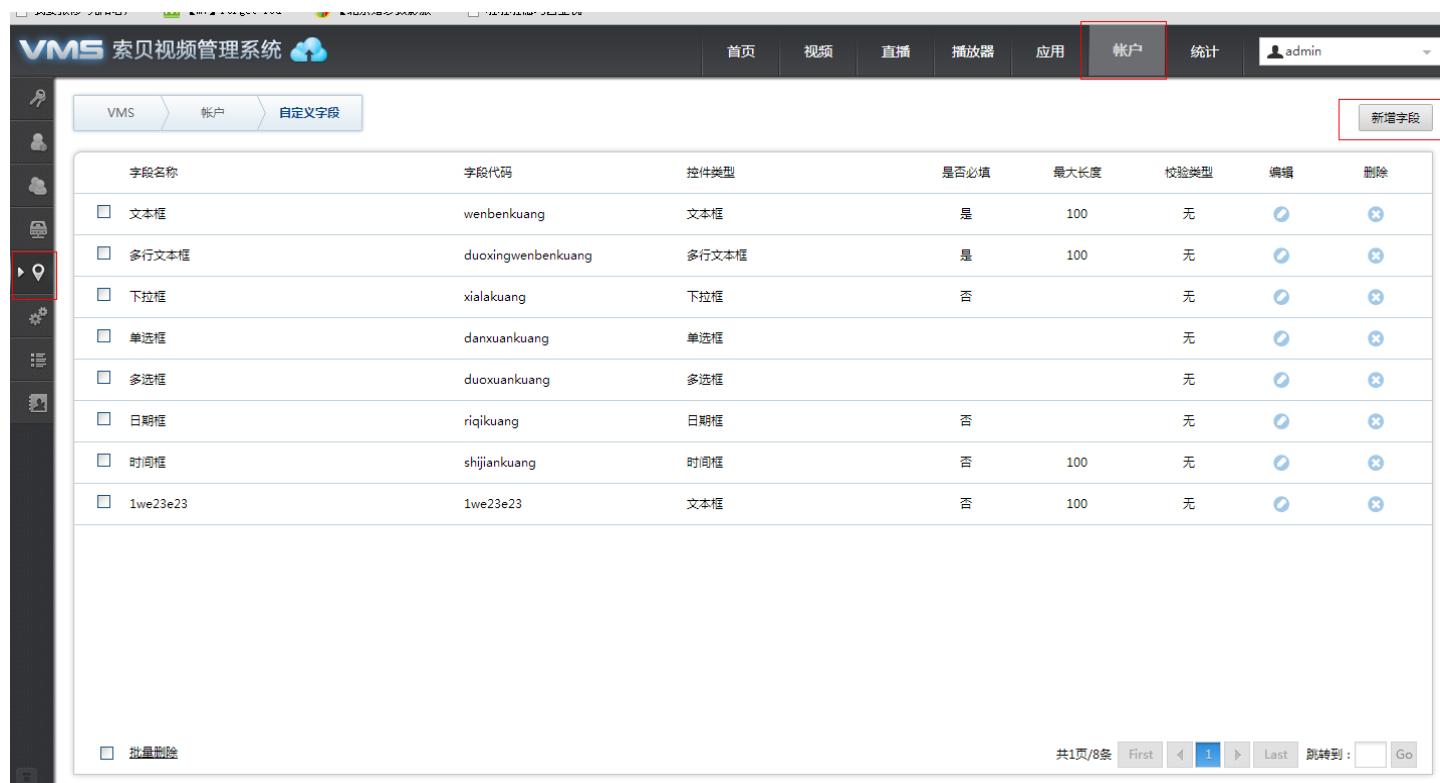 VMS 索贝视频管理系统
首页 视频 直播 播放器 应用 帐户 统计 admin
VMS 帐户 自定义字段
新增字段
字段名称 字段代码 控件类型 是否必填 最大长度 校验类型 编辑 删除
文本框 wenbenkuang 文本框 是 100 无
多行文本框 duoxingwenbenkuang 多行文本框 是 100 无
下拉框 xialakuang 下拉框 否 无
单选框 danxuankuang 单选框 无
多选框 duoxuankuang 多选框 无
日期框 riqikuang 日期框 否 无
时间框 shijiankuang 时间框 否 100 无
1we23e23 1we23e23 文本框 否 100 无
批量删除
共1页/8条 First 1 Last 跳转到： Go